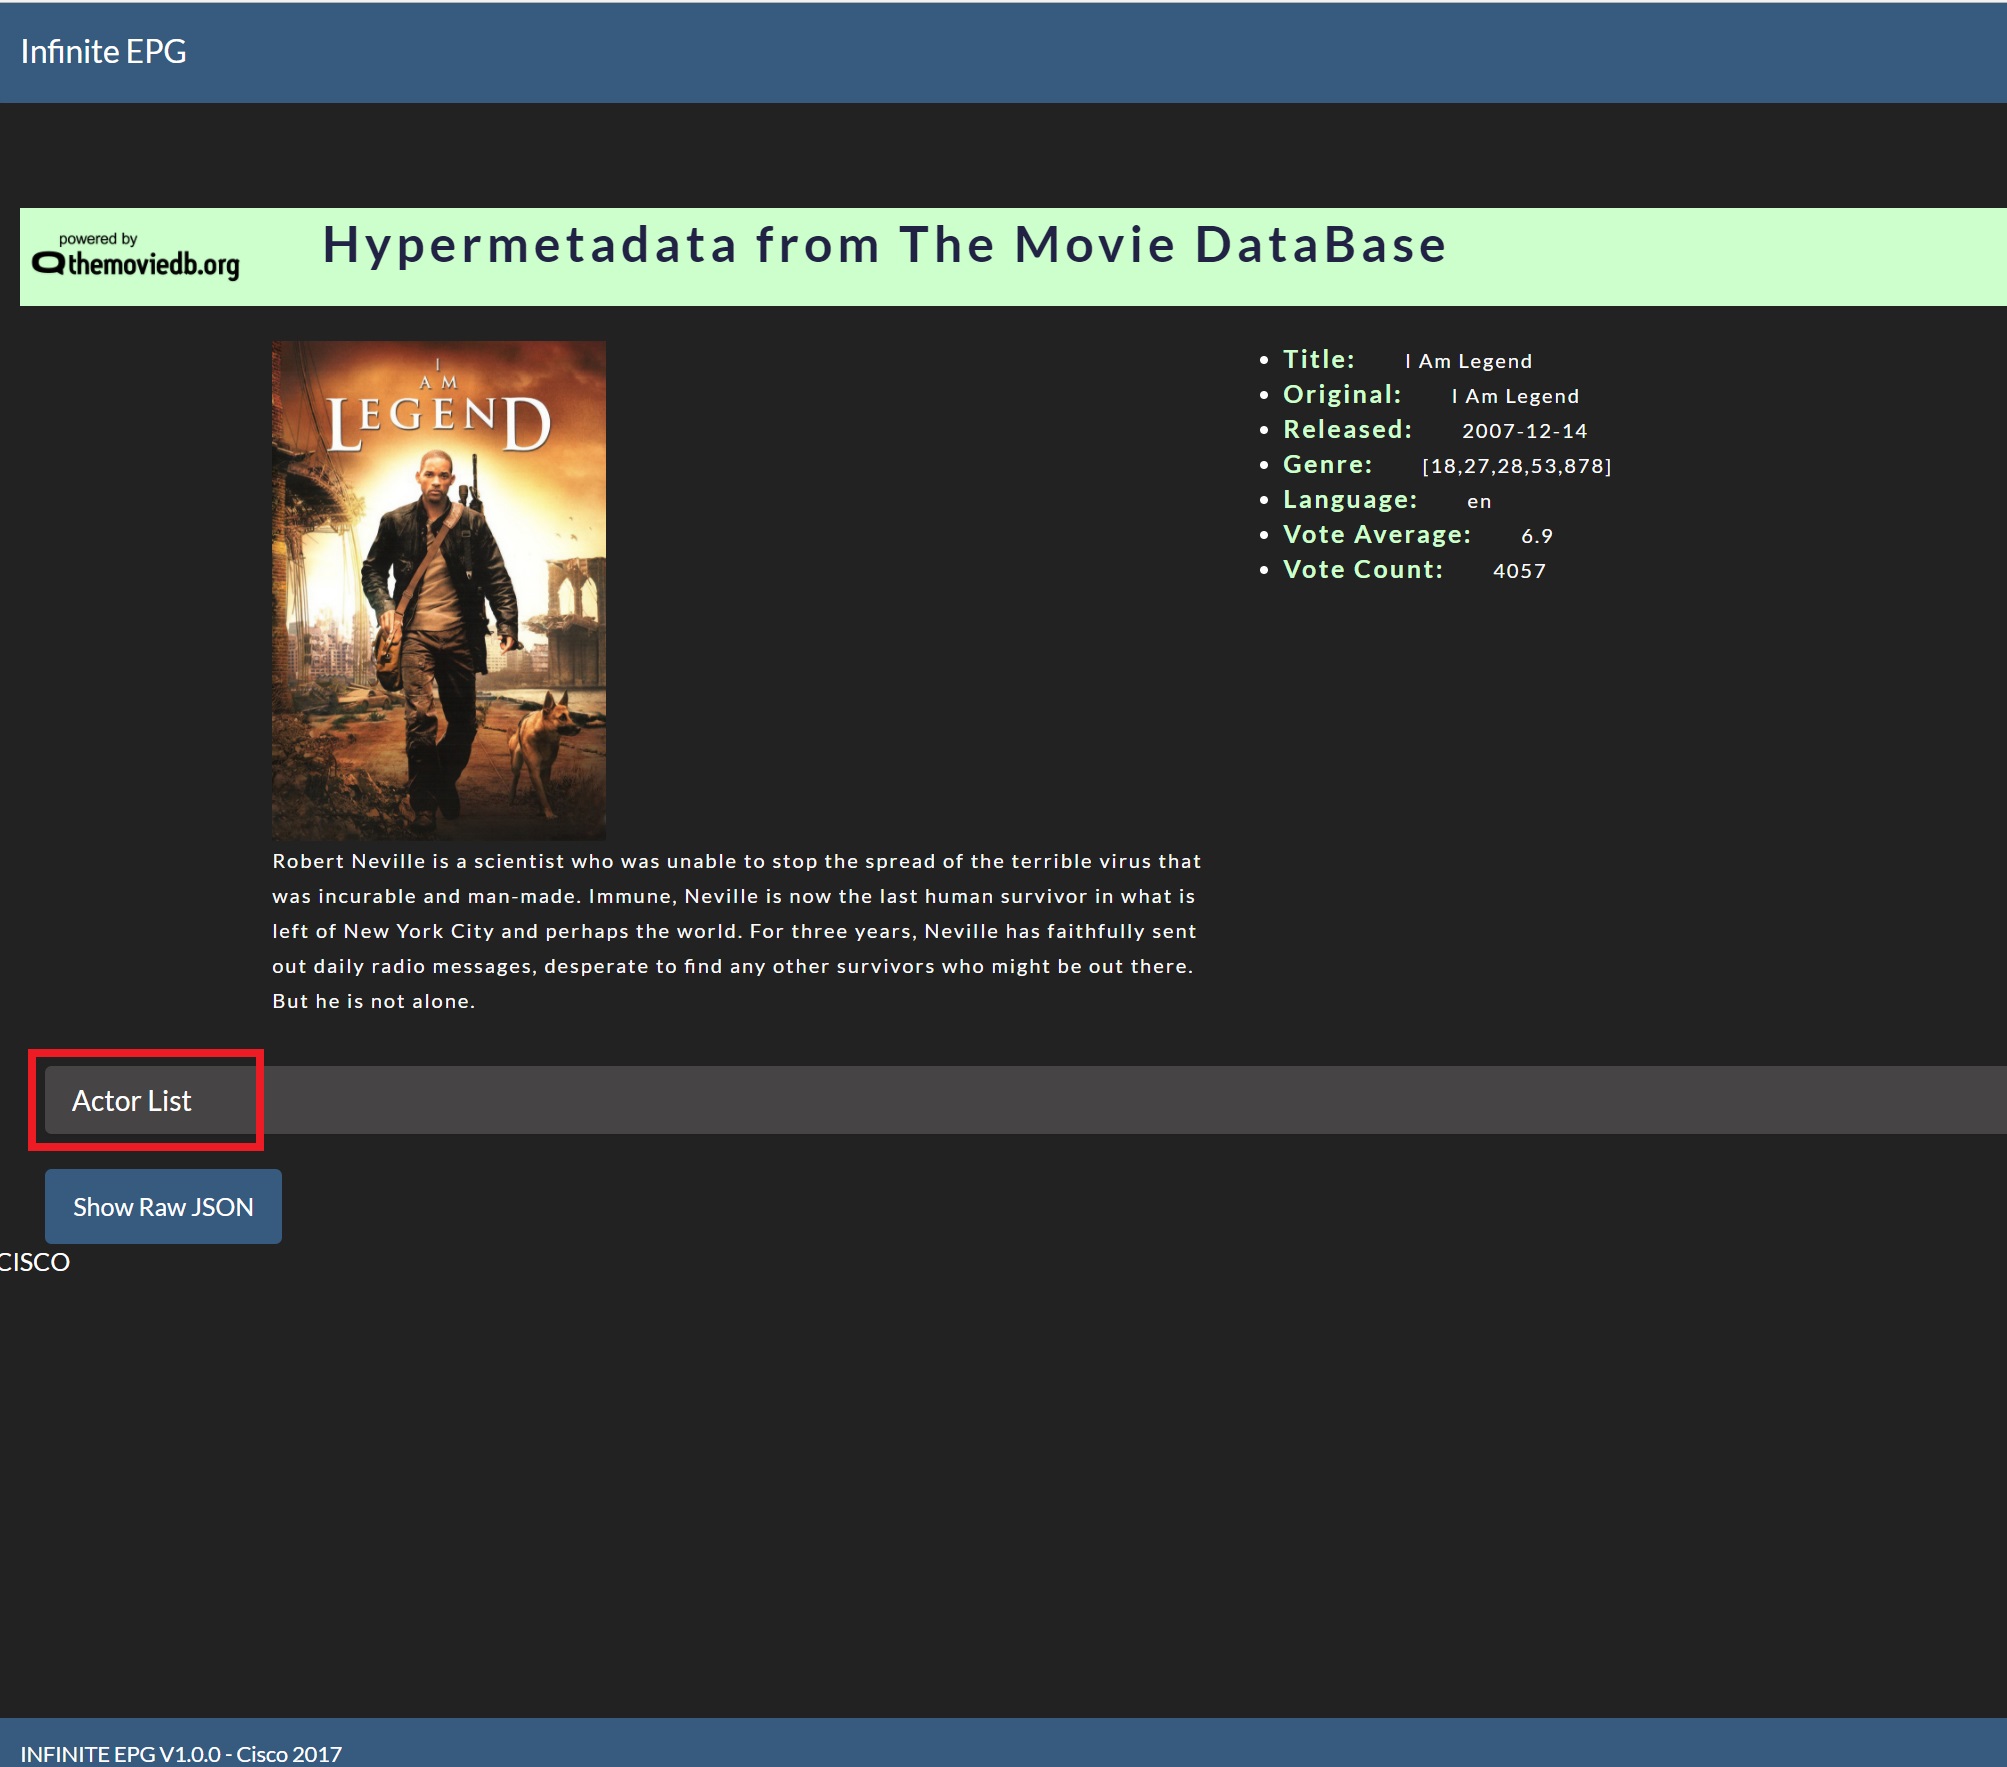 Infinite EPG
powered by
themoviedb.org
Hypermetadata from The Movie DataBase
I
AM
LEGEND
Title: I Am Legend
Original: I Am Legend
Released: 2007-12-14
Genre: [18,27,28,53,878]
Language: en
Vote Average: 6.9
Vote Count: 4057
Robert Neville is a scientist who was unable to stop the spread of the terrible virus that
was incurable and man-made. Immune, Neville is now the last human survivor in what is
left of New York City and perhaps the world. For three years, Neville has faithfully sent
out daily radio messages, desperate to find any other survivors who might be out there.
But he is not alone.
Actor List
Show Raw JSON
CISCO
INFINITE EPG V1.0.0 - Cisco 2017